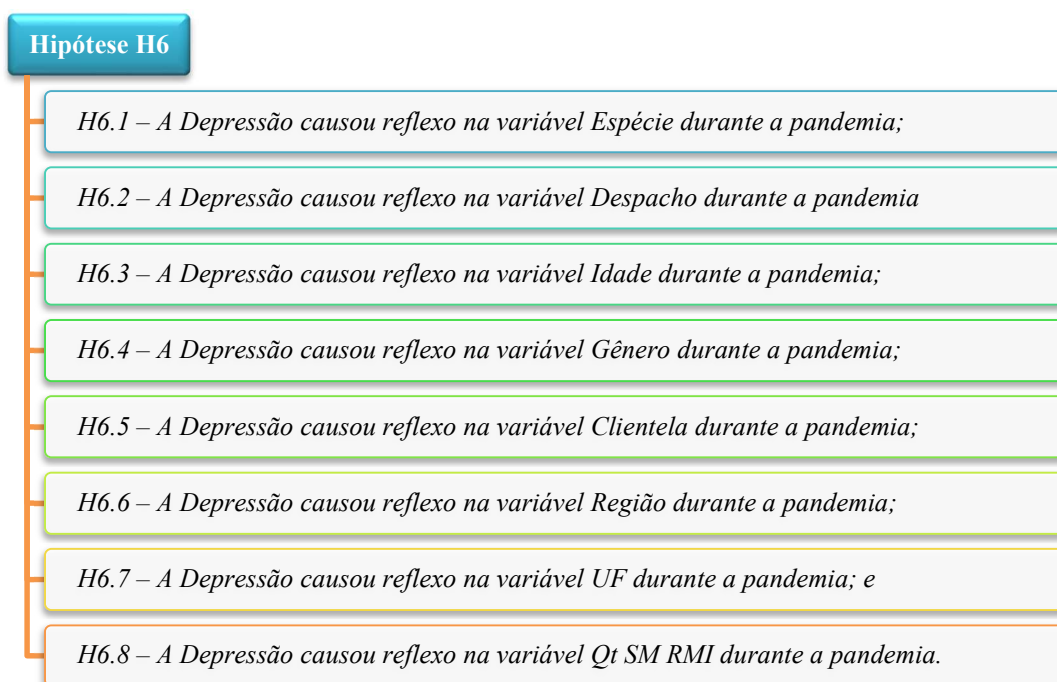 Hipótese H6
H6.1 – A Depressão causou reflexo na variável Espécie durante a pandemia;
H6.2 – A Depressão causou reflexo na variável Despacho durante a pandemia
H6.3 – A Depressão causou reflexo na variável Idade durante a pandemia;
H6.4 – A Depressão causou reflexo na variável Gênero durante a pandemia;
H6.5 – A Depressão causou reflexo na variável Clientela durante a pandemia;
H6.6 – A Depressão causou reflexo na variável Região durante a pandemia;
H6.7 – A Depressão causou reflexo na variável UF durante a pandemia; e
H6.8 – A Depressão causou reflexo na variável Qt SM RMI durante a pandemia.